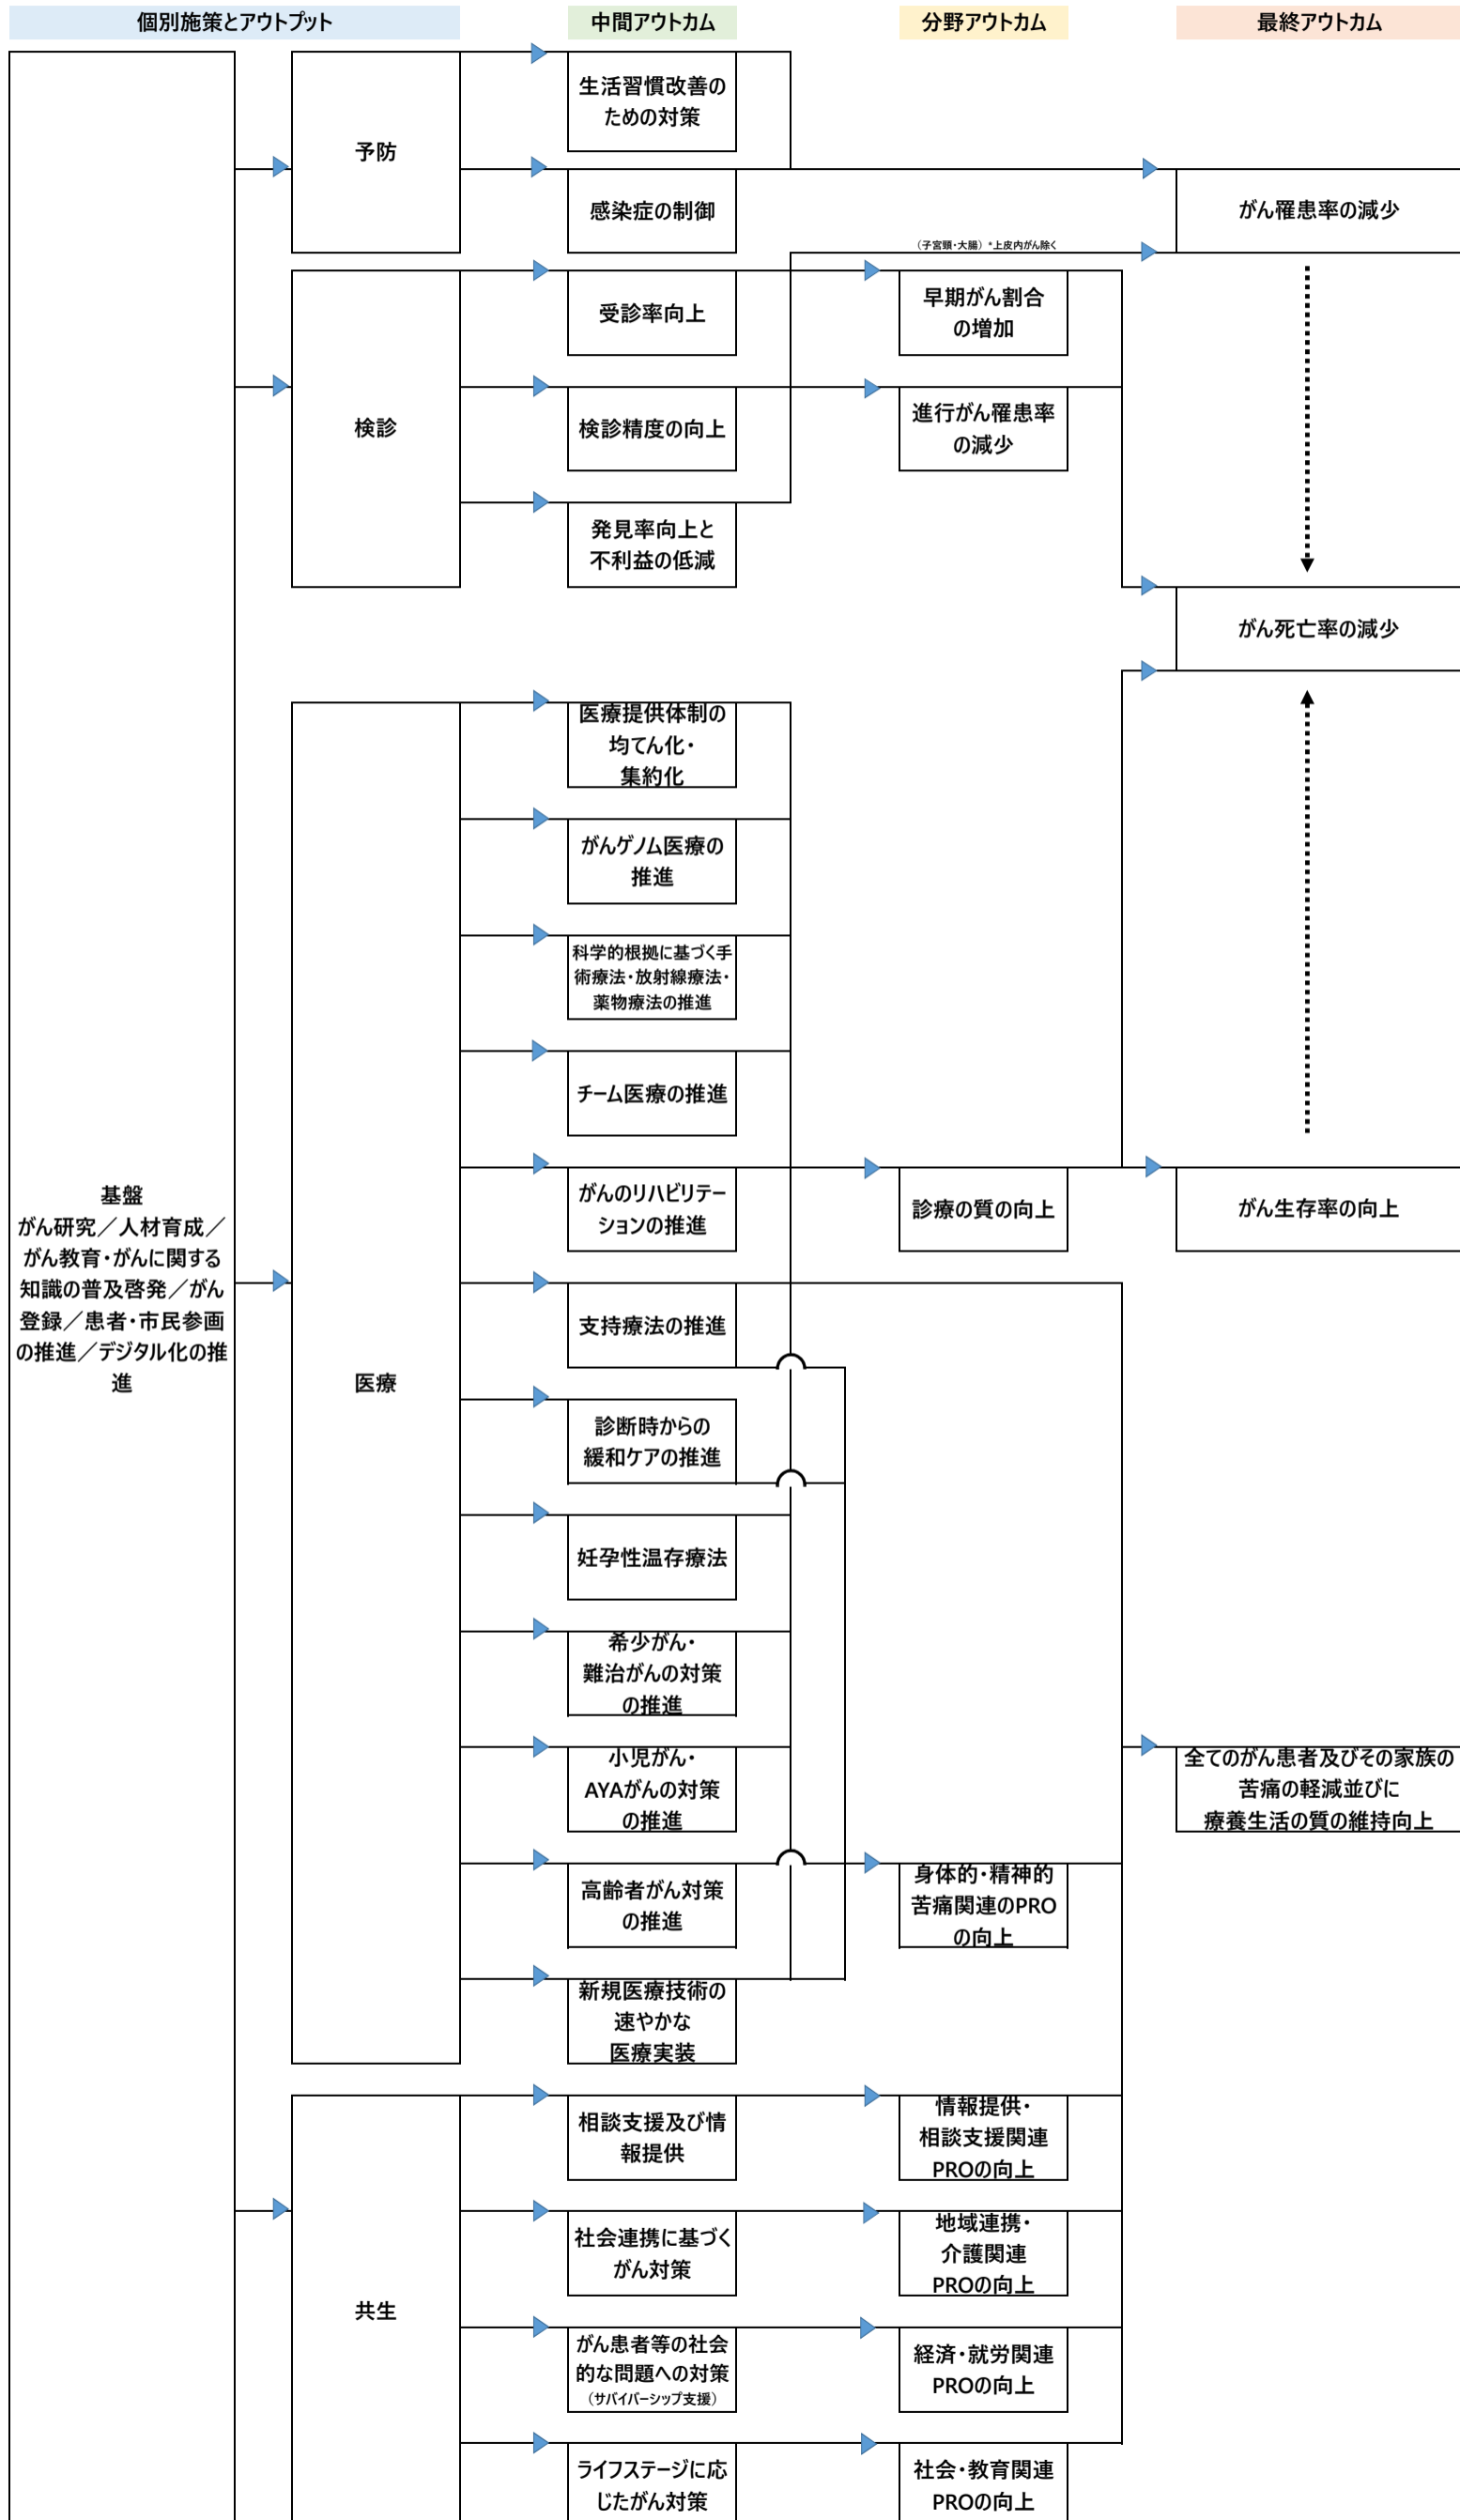 個別施策とアウトプット
中間アウトカム
分野アウトカム
最終アウトカム
基盤
がん研究／人材育成／
がん教育・がんに関する
知識の普及啓発／がん
登録／患者・市民参画
の推進／デジタル化の推
進
予防
生活習慣改善の
ための対策
感染症の制御
がん罹患率の減少
（子宮頸・大腸）*上皮内がん除く
検診
受診率向上
早期がん割合
の増加
検診精度の向上
進行がん罹患率
の減少
発見率向上と
不利益の低減
がん死亡率の減少
医療
医療提供体制の
均てん化・
集約化
がんゲノム医療の
推進
科学的根拠に基づく手
術療法・放射線療法・
薬物療法の推進
チーム医療の推進
がんのリハビリテー
ションの推進
診療の質の向上
がん生存率の向上
支持療法の推進
診断時からの
緩和ケアの推進
妊孕性温存療法
希少がん・
難治がんの対策
の推進
小児がん・
AYAがんの対策
の推進
全てのがん患者及びその家族の
苦痛の軽減並びに
療養生活の質の維持向上
高齢者がん対策
の推進
身体的・精神的
苦痛関連のPRO
の向上
新規医療技術の
速やかな
医療実装
共生
相談支援及び情
報提供
情報提供・
相談支援関連
PROの向上
社会連携に基づく
がん対策
地域連携・
介護関連
PROの向上
がん患者等の社会
的な問題への対策
（サバイバーシップ支援）
経済・就労関連
PROの向上
ライフステージに応
じたがん対策
社会・教育関連
PROの向上